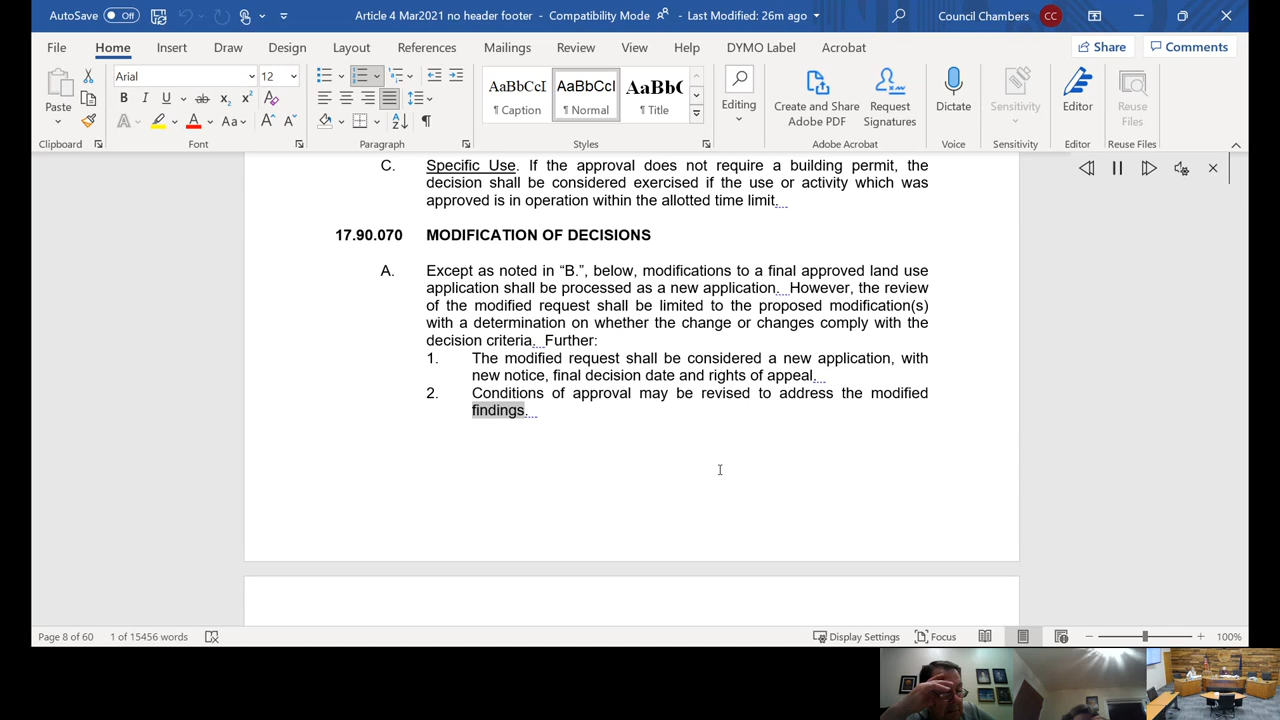 AutoSave Off Article 4 Mar2021 no header footer - Compatibility Mode - Last Modified: 26m ago Council Chambers CC
File Home Insert Draw Design Layout References Mailings Review View Help DYMO Label Acrobat Share Comments
Arial 12
AaBbCcI AaBbCcI AaBbC
Paste B I U ab x₂ x² ¶ Caption ¶ Normal ¶ Title Editing Create and Share Adobe PDF Request Signatures Dictate Sensitivity Editor Reuse Files
A A Aa A A
Clipboard Font Paragraph Styles Adobe Acrobat Voice Sensitivity Editor Reuse Files
C. Specific Use. If the approval does not require a building permit, the
decision shall be considered exercised if the use or activity which was
approved is in operation within the allotted time limit.
17.90.070 MODIFICATION OF DECISIONS
A. Except as noted in “B.”, below, modifications to a final approved land use
application shall be processed as a new application. However, the review
of the modified request shall be limited to the proposed modification(s)
with a determination on whether the change or changes comply with the
decision criteria. Further:
1. The modified request shall be considered a new application, with
new notice, final decision date and rights of appeal.
2. Conditions of approval may be revised to address the modified
findings.
Page 8 of 60 1 of 15456 words Display Settings Focus 100%